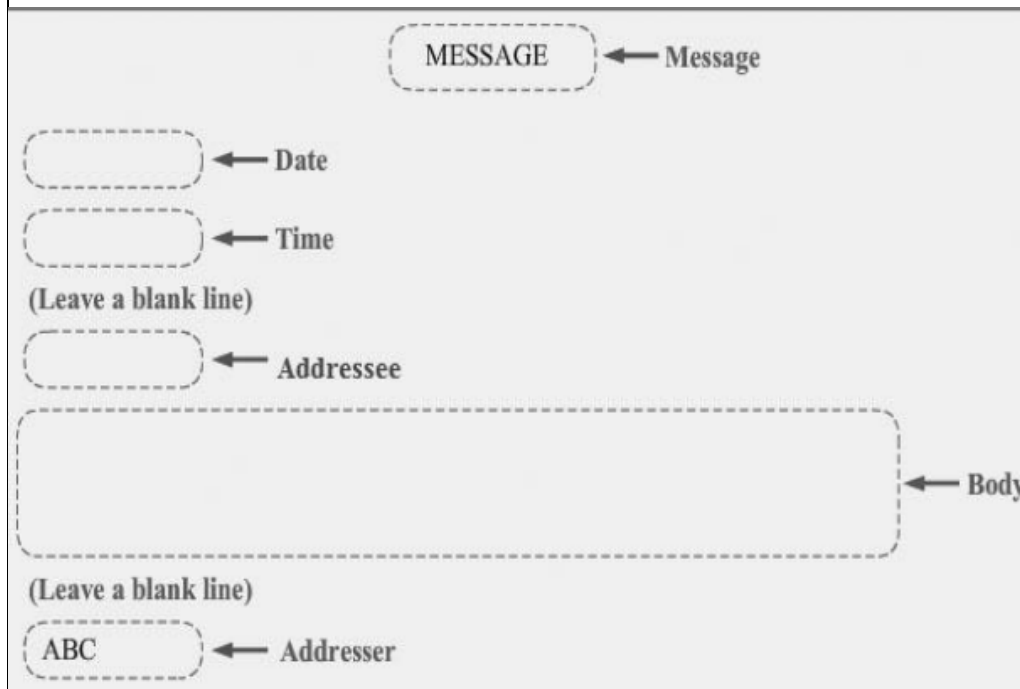 MESSAGE Message
Date
Time
(Leave a blank line)
Addressee
Body
(Leave a blank line)
ABC Addresser